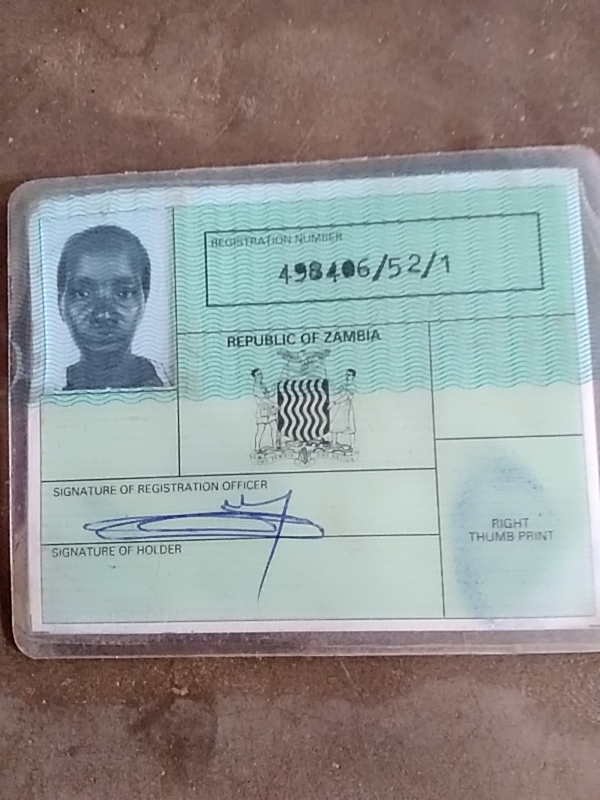 REGISTRATION NUMBER
498406/52/1
REPUBLIC OF ZAMBIA
SIGNATURE OF REGISTRATION OFFICER
SIGNATURE OF HOLDER
RIGHT
THUMB PRINT